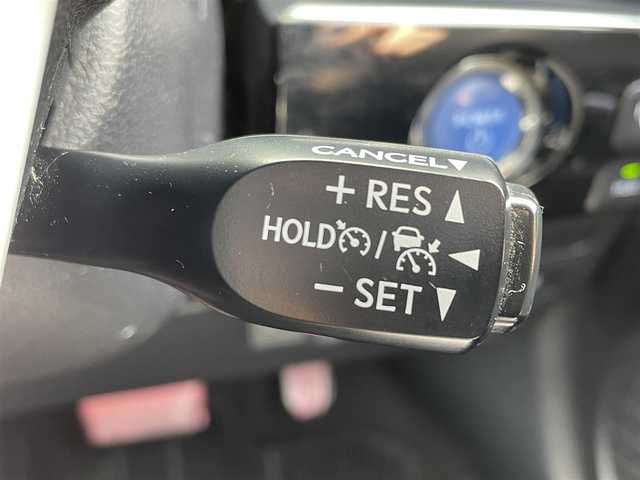 CANCEL▼
+ RES ▲
HOLD / ◀
− SET ▼